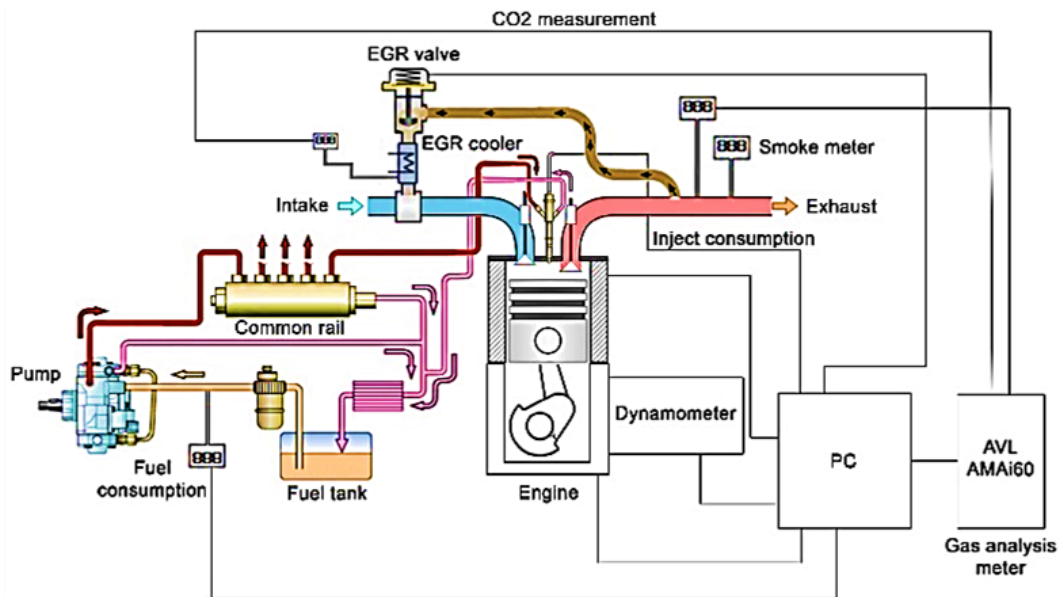 CO2 measurement
EGR valve
888
888
888
EGR cooler
Smoke meter
Intake
Exhaust
Inject consumption
Common rail
Pump
Dynamometer
888
PC
AVL
AMAi60
Fuel
consumption
Fuel tank
Engine
Gas analysis
meter